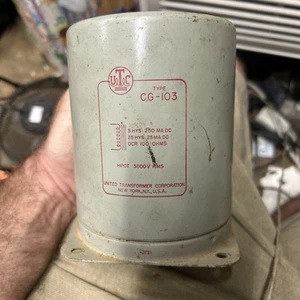 UTC
TYPE
CG-103
5 HYS 250 MA DC
25 HYS 25 MA DC
DCR 100 OHMS
HIPOT 3000V RMS
UNITED TRANSFORMER CORPORATION
NEW YORK, N.Y., U.S.A.